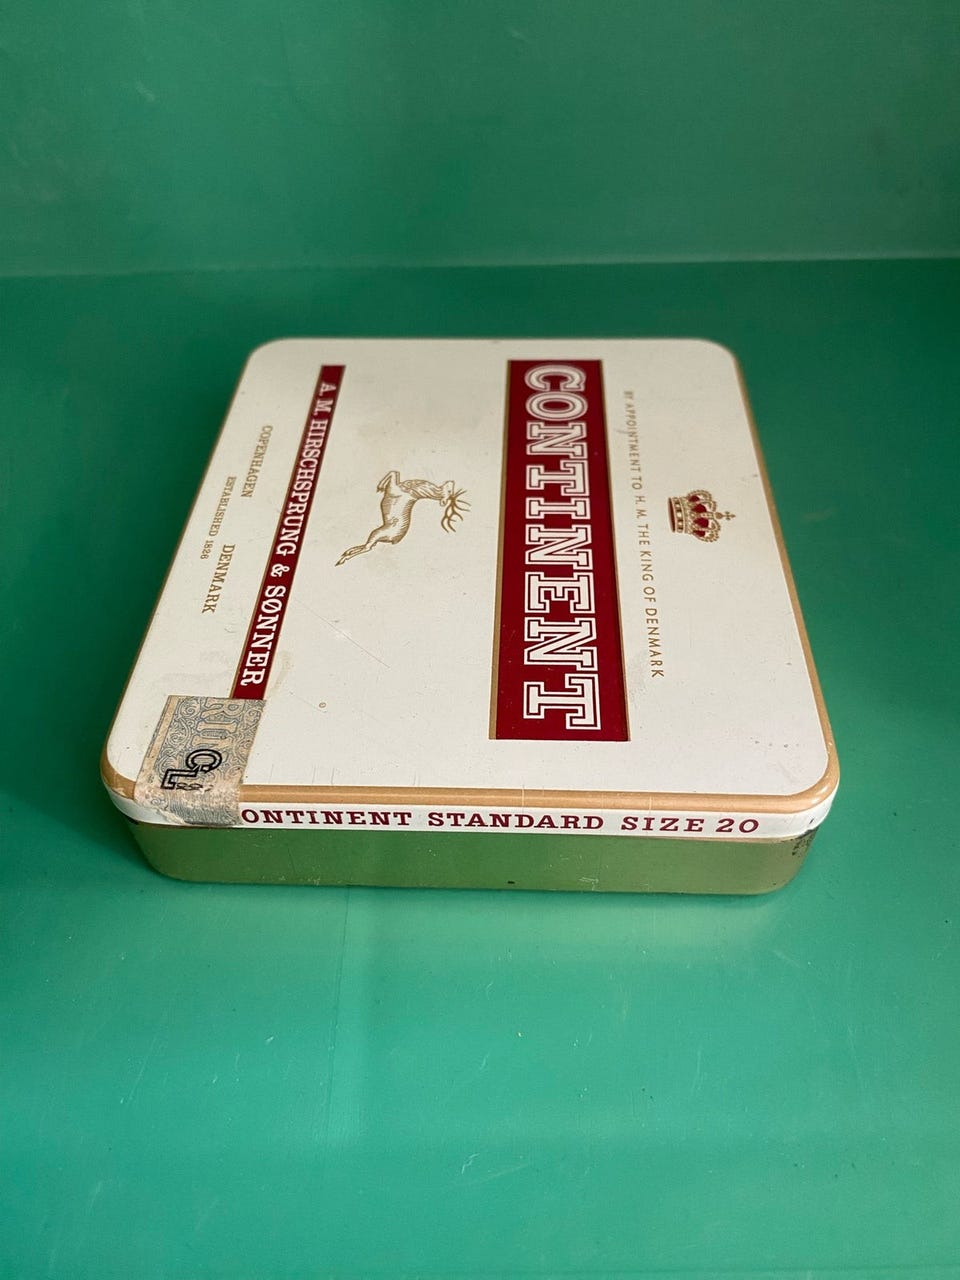 BY APPOINTMENT TO H.M. THE KING OF DENMARK
CONTINENT
A. M. HIRSCHSPRUNG & SØNNER
COPENHAGEN DENMARK
ESTABLISHED 1826
ONTINENT STANDARD SIZE 20